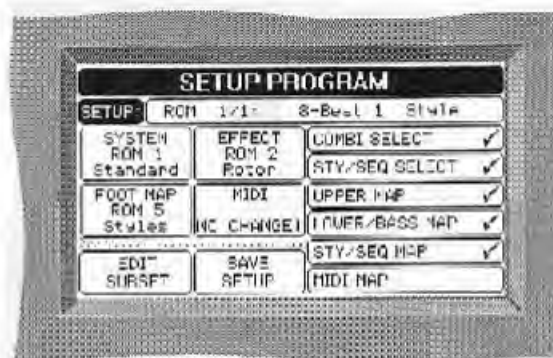 SETUP PROGRAM
SETUP: ROM 1/1: 8-Beat 1 Style
SYSTEM
ROM 1
Standard
EFFECT
ROM 2
Rotor
COMBI SELECT ✓
STY/SEQ SELECT ✓
FOOT MAP
ROM 5
Styles
MIDI
(NO CHANGE)
UPPER MAP ✓
LOWER/BASS MAP ✓
STY/SEQ MAP ✓
MIDI MAP
EDIT
SUBSET
SAVE
SETUP